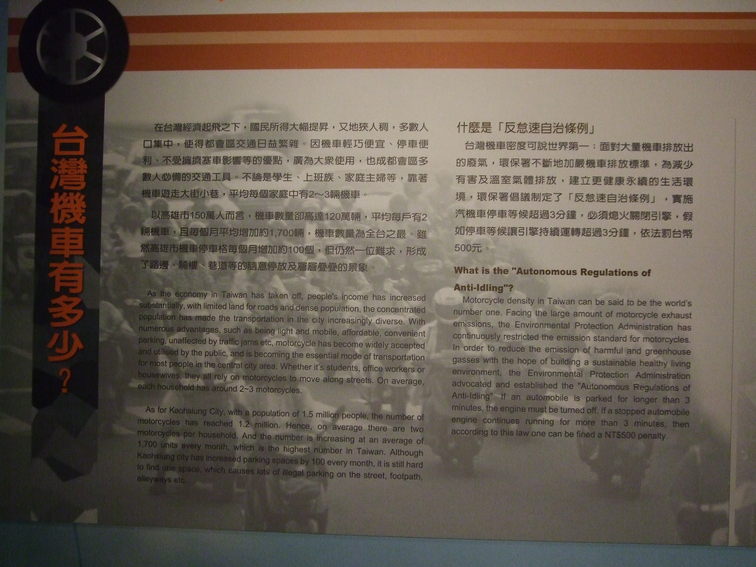 台灣機車有多少?
在台灣經濟起飛之下，國民所得大幅提昇，又地狹人稠，多數人
口集中，使得都會區交通日益繁雜。因機車輕巧便宜、停車便
利、不受擁擠塞車影響等的優點，廣為大眾使用，也成都會區多
數人必備的交通工具。不論是學生、上班族、家庭主婦等，靠著
機車遊走大街小巷，平均每個家庭中有2~3輛機車。
以高雄市150萬人而言，機車數量卻高達120萬輛，平均每戶有2
輛機車，且每個月平均增加約1,700輛，機車數量為全台之最。雖
然高雄市機車停車格每個月增加約100個，但仍然一位難求，形成
了路邊、騎樓、巷道等的隨意停放及層層疊疊的景象。
As the economy in Taiwan has taken off, people's income has increased
substantially, with limited land for roads and dense population, the concentrated
population has made the transportation in the city increasingly diverse. With
numerous advantages, such as being light and mobile, affordable, convenient
parking, unaffected by traffic jams etc, motorcycle has become widely accepted
and utilised by the public, and is becoming the essential mode of transportation
for most people in the central city area. Whether it's students, office workers or
housewives, they all rely on motorcycles to move along streets. On average,
each household has around 2~3 motorcycles.
As for Kaohsiung City, with a population of 1.5 million people, the number of
motorcycles has reached 1.2 million. Hence, on average there are two
motorcycles per household. And the number is increasing at an average of
1,700 units every month, which is the highest number in Taiwan. Although
Kaohsiung city has increased parking spaces by 100 every month, it is still hard
to find one space, which causes lots of illegal parking on the street, footpath,
alleyways etc.
什麼是「反怠速自治條例」
台灣機車密度可說世界第一；面對大量機車排放出
的廢氣，環保署不斷地加嚴機車排放標準，為減少
有害及溫室氣體排放，建立更健康永續的生活環
境，環保署倡議制定了「反怠速自治條例」，實施
汽機車停車等候超過3分鐘，必須熄火關閉引擎，假
如停車等候讓引擎持續運轉超過3分鐘，依法罰台幣
500元。
What is the "Autonomous Regulations of
Anti-Idling"?
Motorcycle density in Taiwan can be said to be the world's
number one. Facing the large amount of motorcycle exhaust
emissions, the Environmental Protection Administration has
continuously restricted the emission standard for motorcycles.
In order to reduce the emission of harmful and greenhouse
gasses with the hope of building a sustainable healthy living
environment, the Environmental Protection Administration
advocated and established the "Autonomous Regulations of
Anti-Idling". If an automobile is parked for longer than 3
minutes, the engine must be turned off. If a stopped automobile
engine continues running for more than 3 minutes, then
according to this law one can be fined a NT$500 penalty.